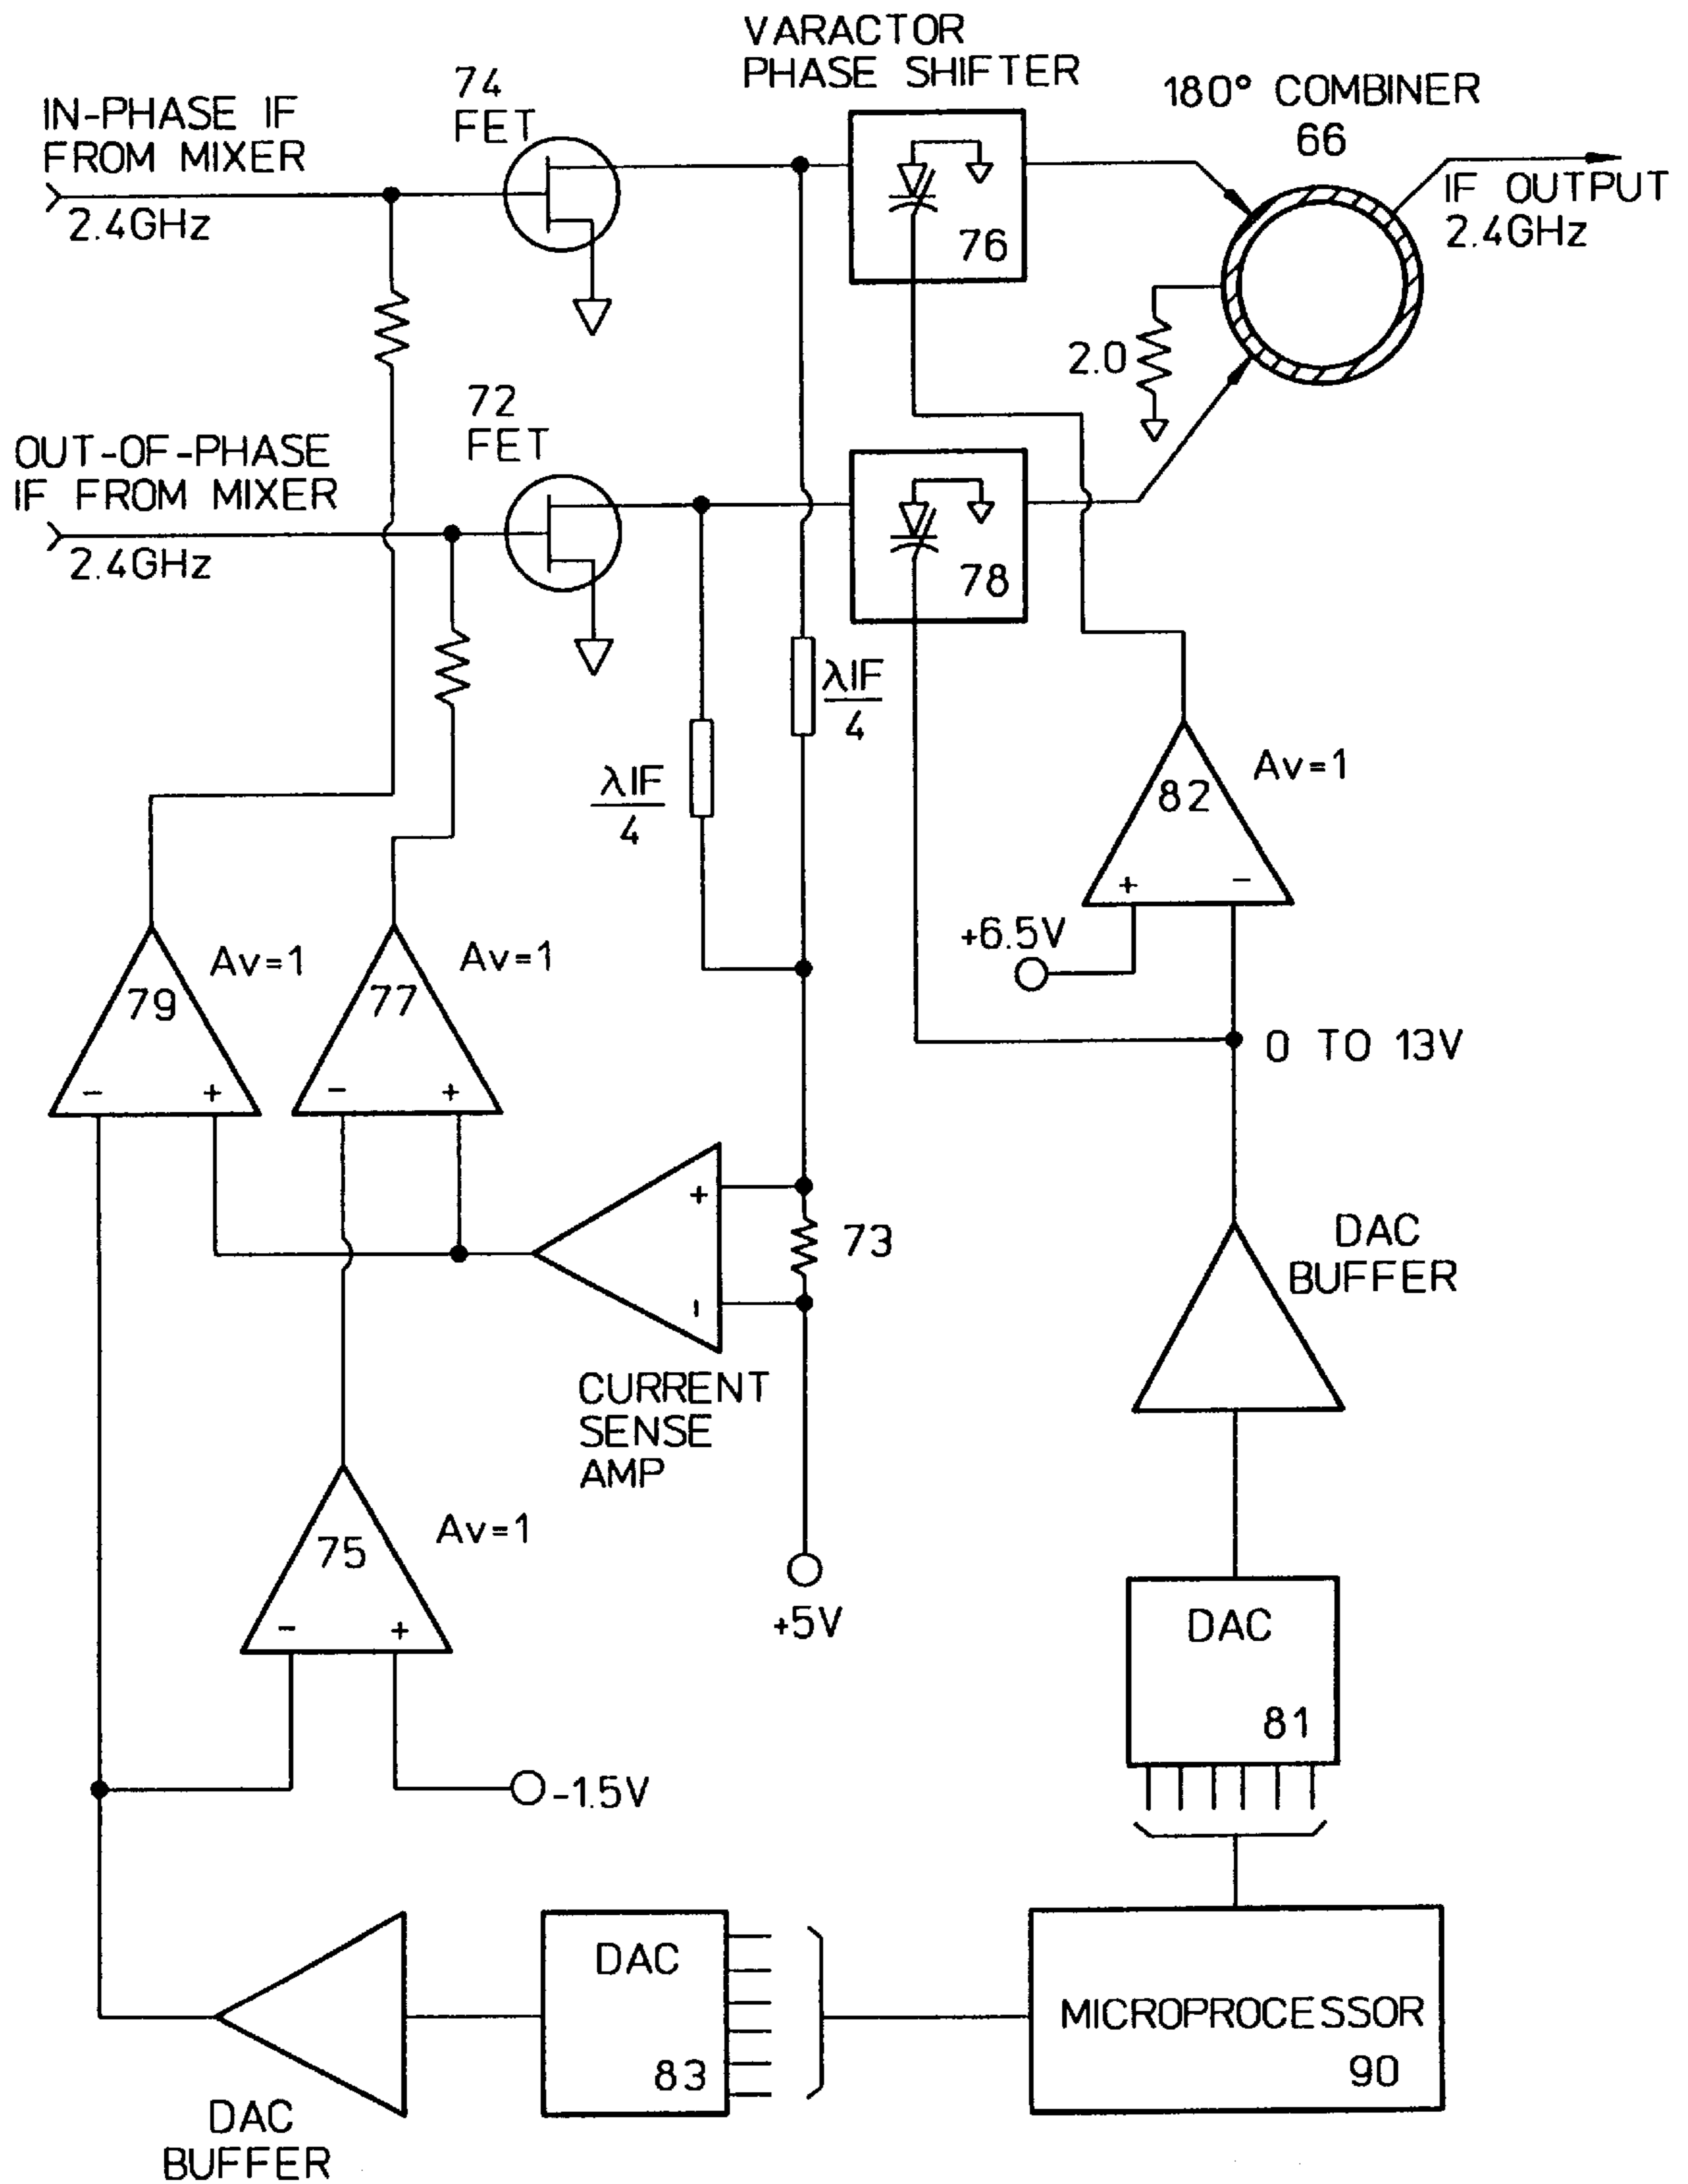 VARACTOR
PHASE SHIFTER
74
FET
180° COMBINER
66
IN-PHASE IF
FROM MIXER
2.4GHz
IF OUTPUT
2.4GHz
76
2.0
72
FET
OUT-OF-PHASE
IF FROM MIXER
2.4GHz
78
λIF
4
λIF
4
82
Av=1
+ -
+6.5V
79
Av=1
77
Av=1
- +
- +
0 TO 13V
+
-
73
CURRENT
SENSE
AMP
DAC
BUFFER
75
Av=1
- +
+5V
DAC
81
-1.5V
DAC
83
MICROPROCESSOR
90
DAC
BUFFER